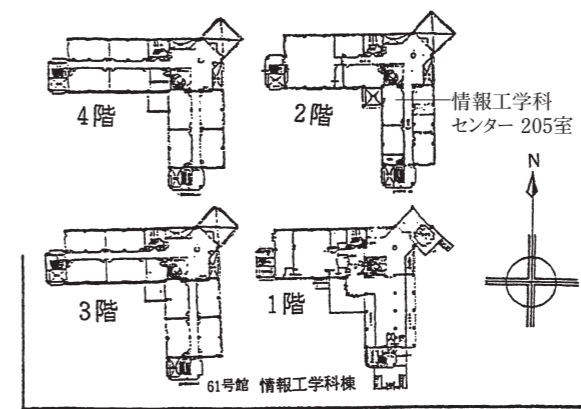 4階
2階
情報工学科
センター 205室
N
3階
1階
61号館 情報工学科棟